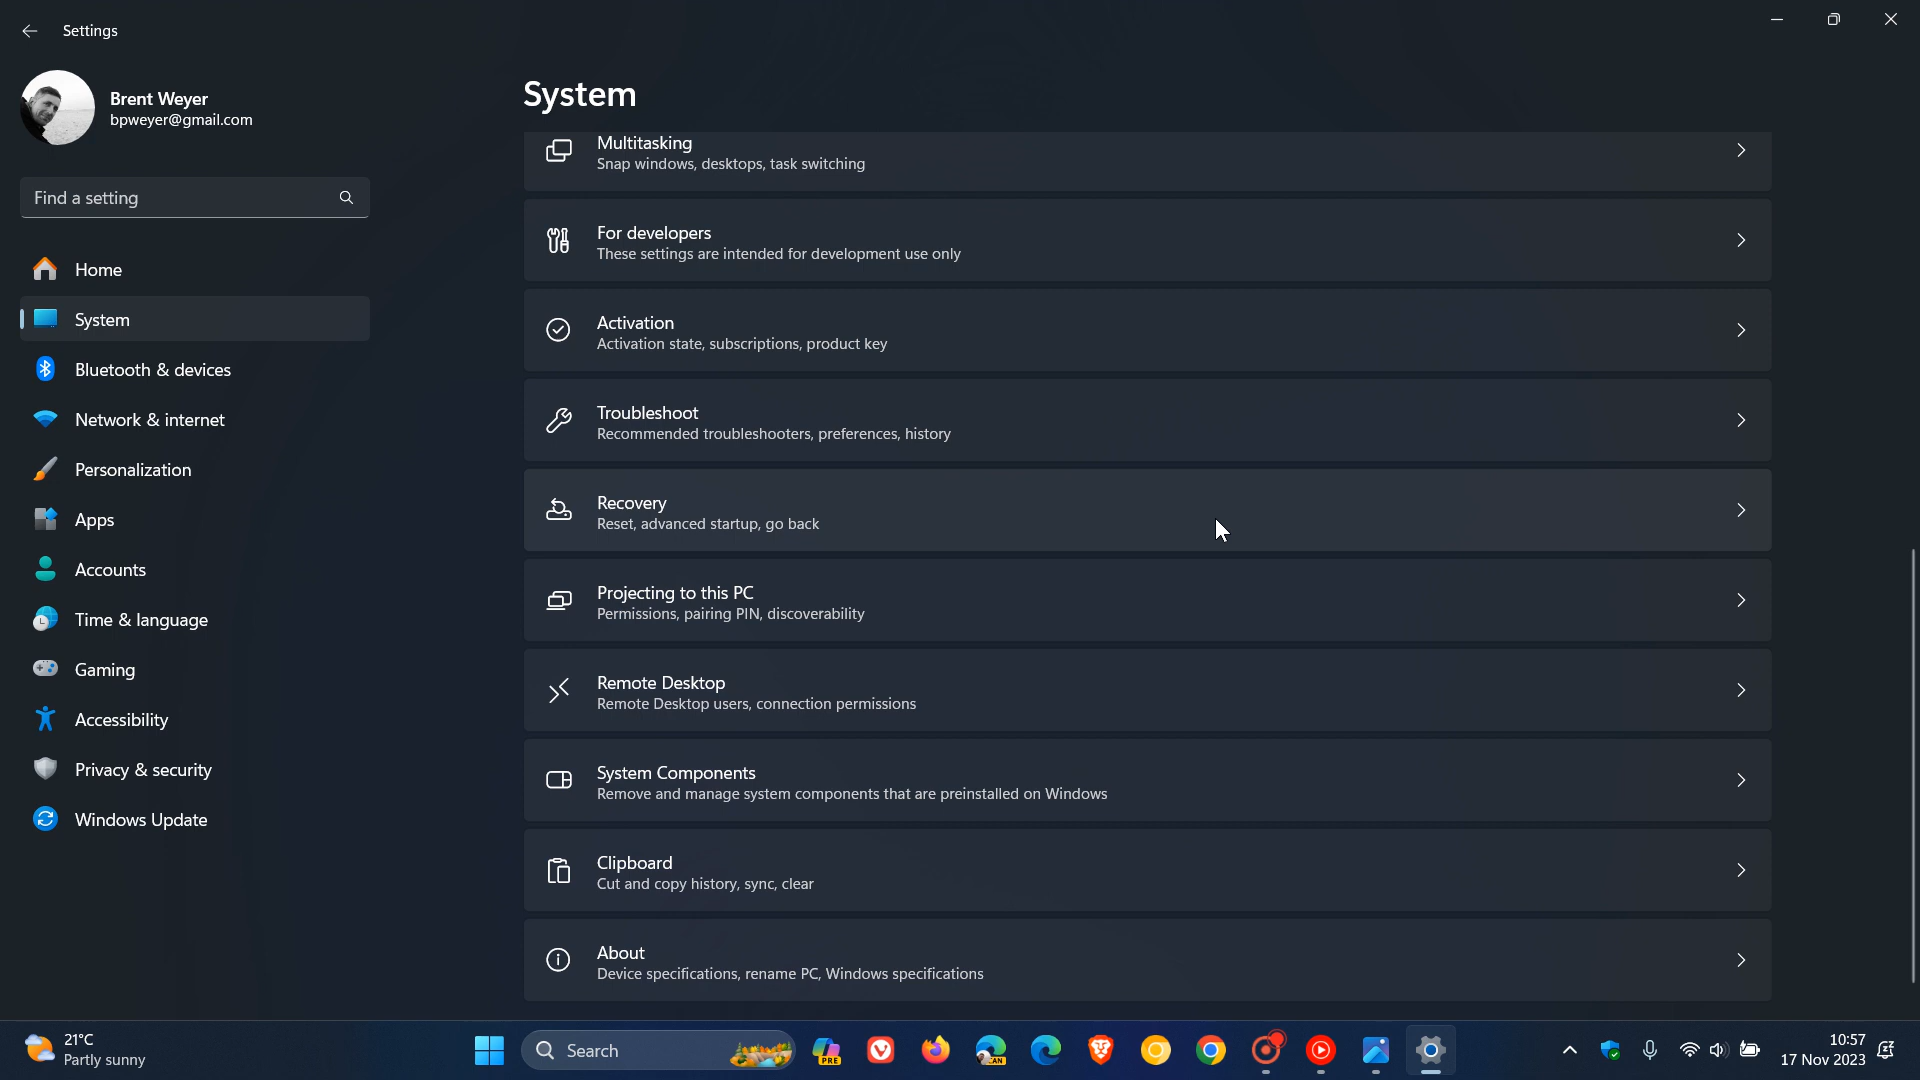 Settings
Brent Weyer
bpweyer@gmail.com
Find a setting
Home
System
Bluetooth & devices
Network & internet
Personalization
Apps
Accounts
Time & language
Gaming
Accessibility
Privacy & security
Windows Update
System
Multitasking
Snap windows, desktops, task switching
For developers
These settings are intended for development use only
Activation
Activation state, subscriptions, product key
Troubleshoot
Recommended troubleshooters, preferences, history
Recovery
Reset, advanced startup, go back
Projecting to this PC
Permissions, pairing PIN, discoverability
Remote Desktop
Remote Desktop users, connection permissions
System Components
Remove and manage system components that are preinstalled on Windows
Clipboard
Cut and copy history, sync, clear
About
Device specifications, rename PC, Windows specifications
21°C
Partly sunny
Search
PRE
CAN
10:57
17 Nov 2023